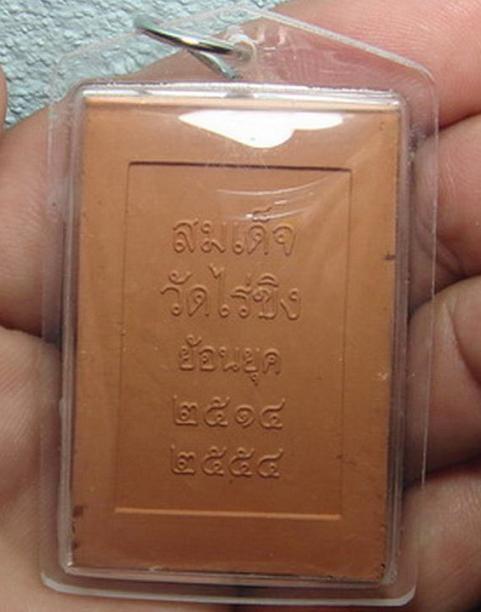 สมเด็จ
วัดไร่ขิง
ย้อนยุค
๒๕๑๔
๒๕๕๔